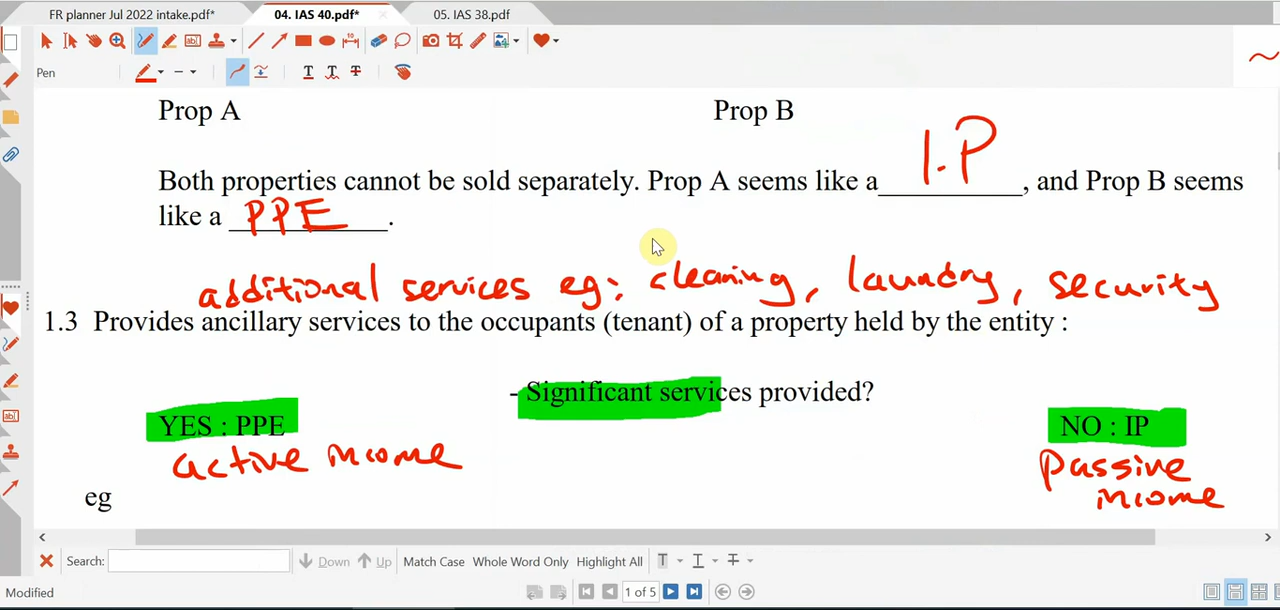 FR planner Jul 2022 intake.pdf* 04. IAS 40.pdf* 05. IAS 38.pdf
Pen
Prop A Prop B
Both properties cannot be sold separately. Prop A seems like a I.P, and Prop B seems
like a PPE.
additional services eg: cleaning, laundry, security
1.3 Provides ancillary services to the occupants (tenant) of a property held by the entity :
- Significant services provided?
YES : PPE NO : IP
active income passive
income
eg
Search: Down Up Match Case Whole Word Only Highlight All
Modified 1 of 5